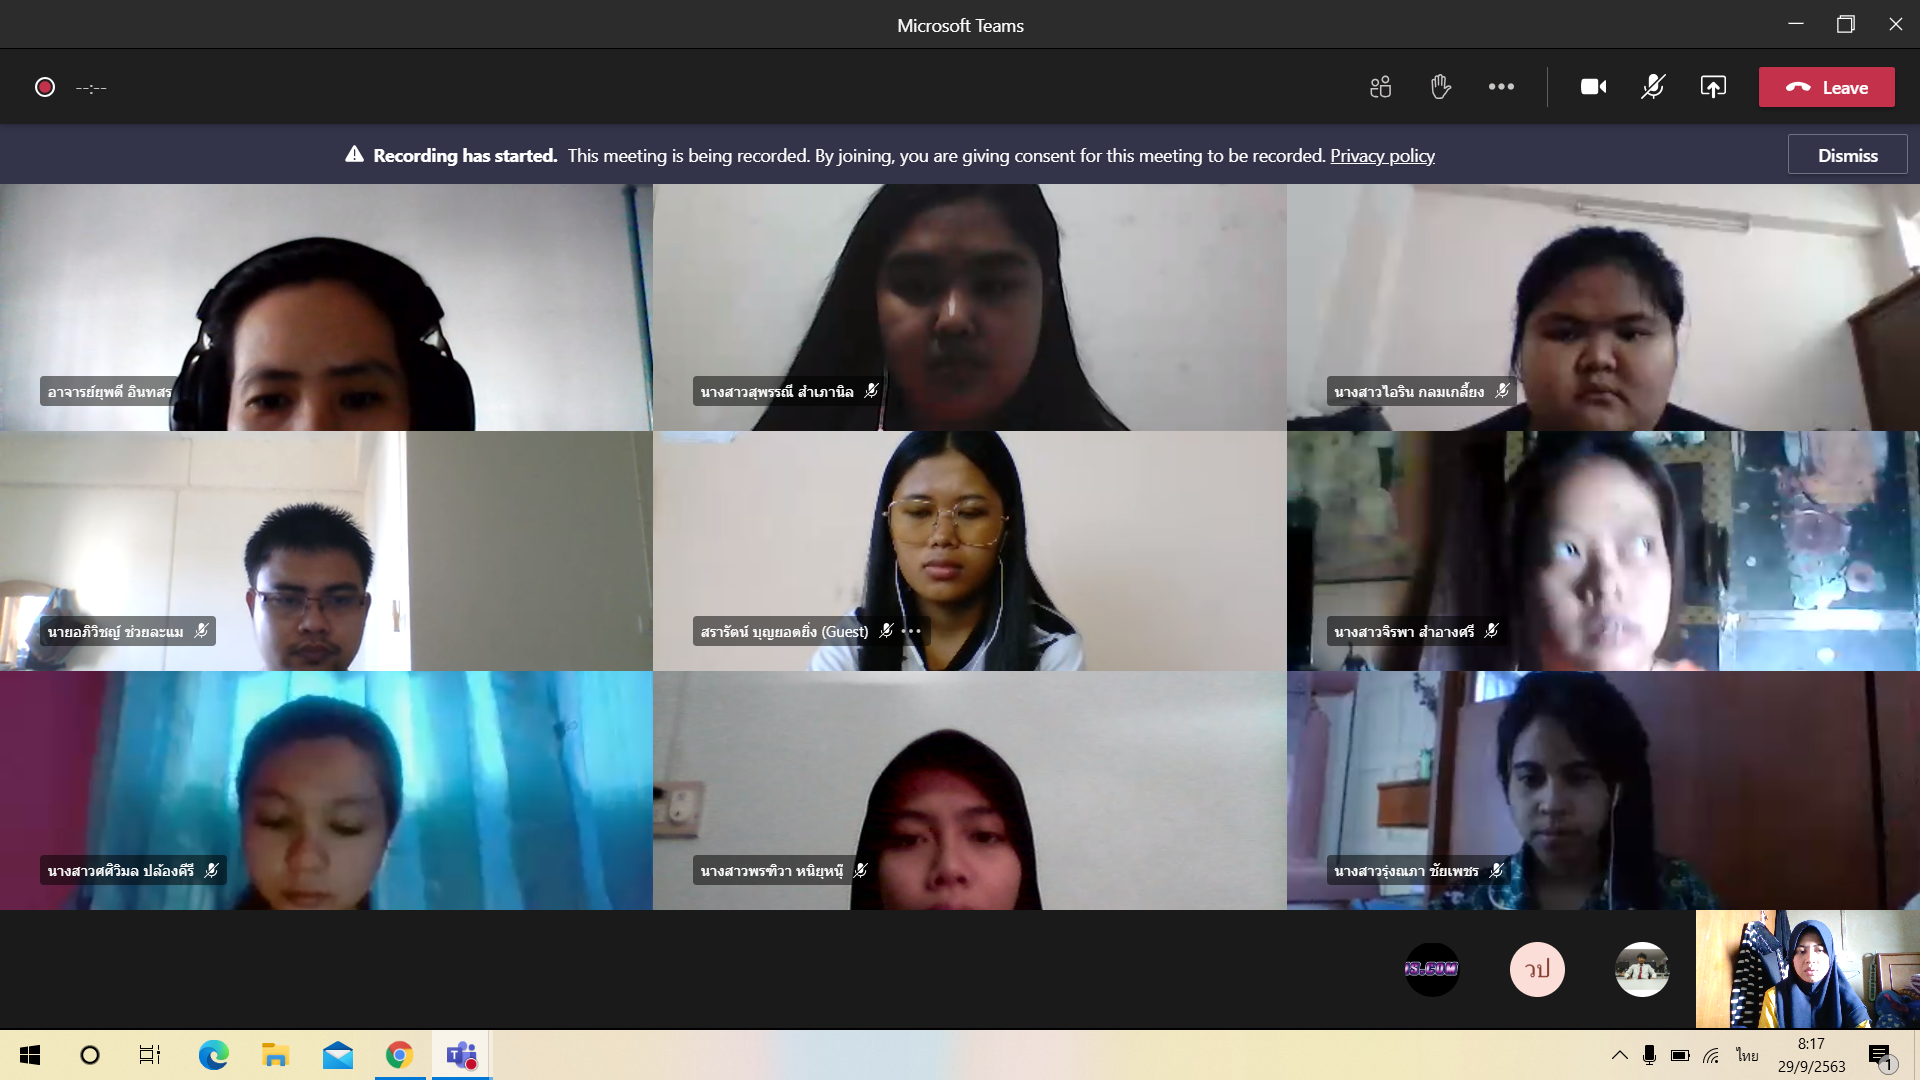 Microsoft Teams
--:--
Leave
Recording has started. This meeting is being recorded. By joining, you are giving consent for this meeting to be recorded. Privacy policy
Dismiss
อาจารย์ยุพดี อินทสร
นางสาวสุพรรณี สำเภานิล
นางสาวไอริน กลมเกลี้ยง
นายอภิวิชญ์ ช่วยละแม
สรารัตน์ บุญยอดยิ่ง (Guest)
นางสาวจิรพา สำอางศรี
นางสาวศศิวิมล ปล้องคีรี
นางสาวพรฑิวา หนิยุหนุ๊
นางสาวรุ่งณภา ชัยเพชร
IS.COM
วป
ไทย
8:17
29/9/2563
1